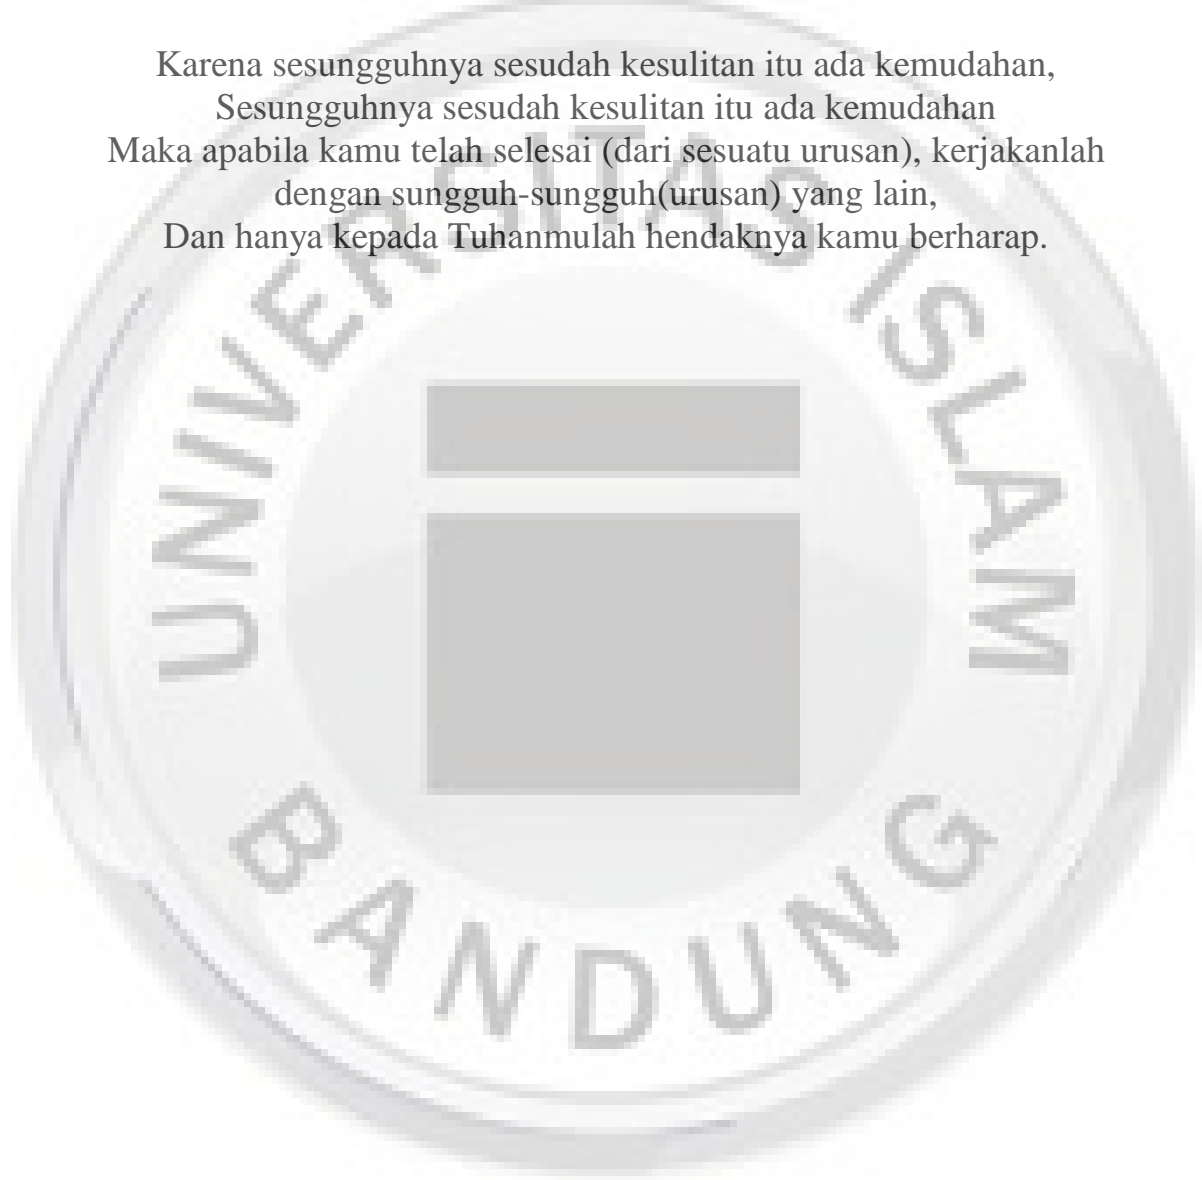 Karena sesungguhnya sesudah kesulitan itu ada kemudahan,
Sesungguhnya sesudah kesulitan itu ada kemudahan
Maka apabila kamu telah selesai (dari sesuatu urusan), kerjakanlah
dengan sungguh-sungguh(urusan) yang lain,
Dan hanya kepada Tuhanmulah hendaknya kamu berharap.
UNIVERSITAS ISLAM
BANDUNG